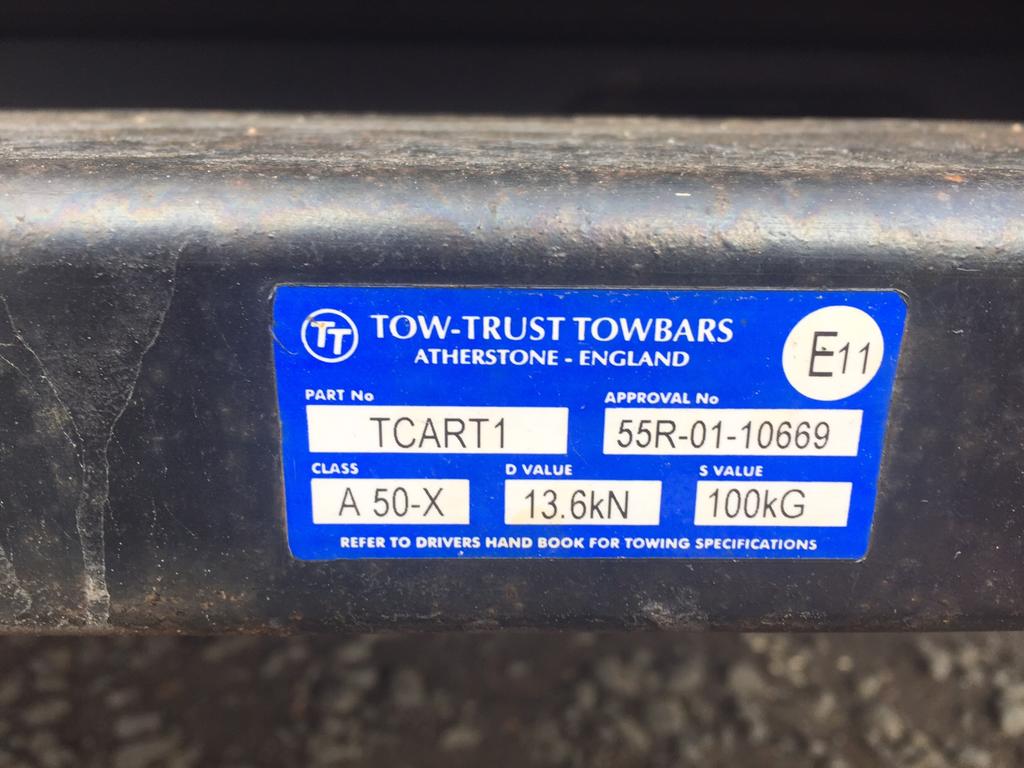 TT TOW-TRUST TOWBARS
ATHERSTONE - ENGLAND
E11
PART No APPROVAL No
TCART1 55R-01-10669
CLASS D VALUE S VALUE
A 50-X 13.6kN 100kG
REFER TO DRIVERS HAND BOOK FOR TOWING SPECIFICATIONS